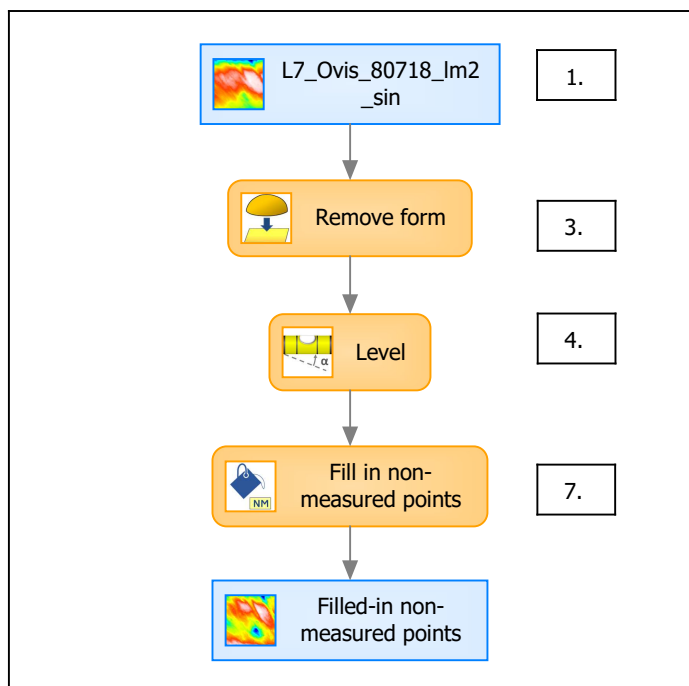 L7_Ovis_80718_lm2
_sin
1.
Remove form
3.
α
Level
4.
NM
Fill in non-
measured points
7.
Filled-in non-
measured points